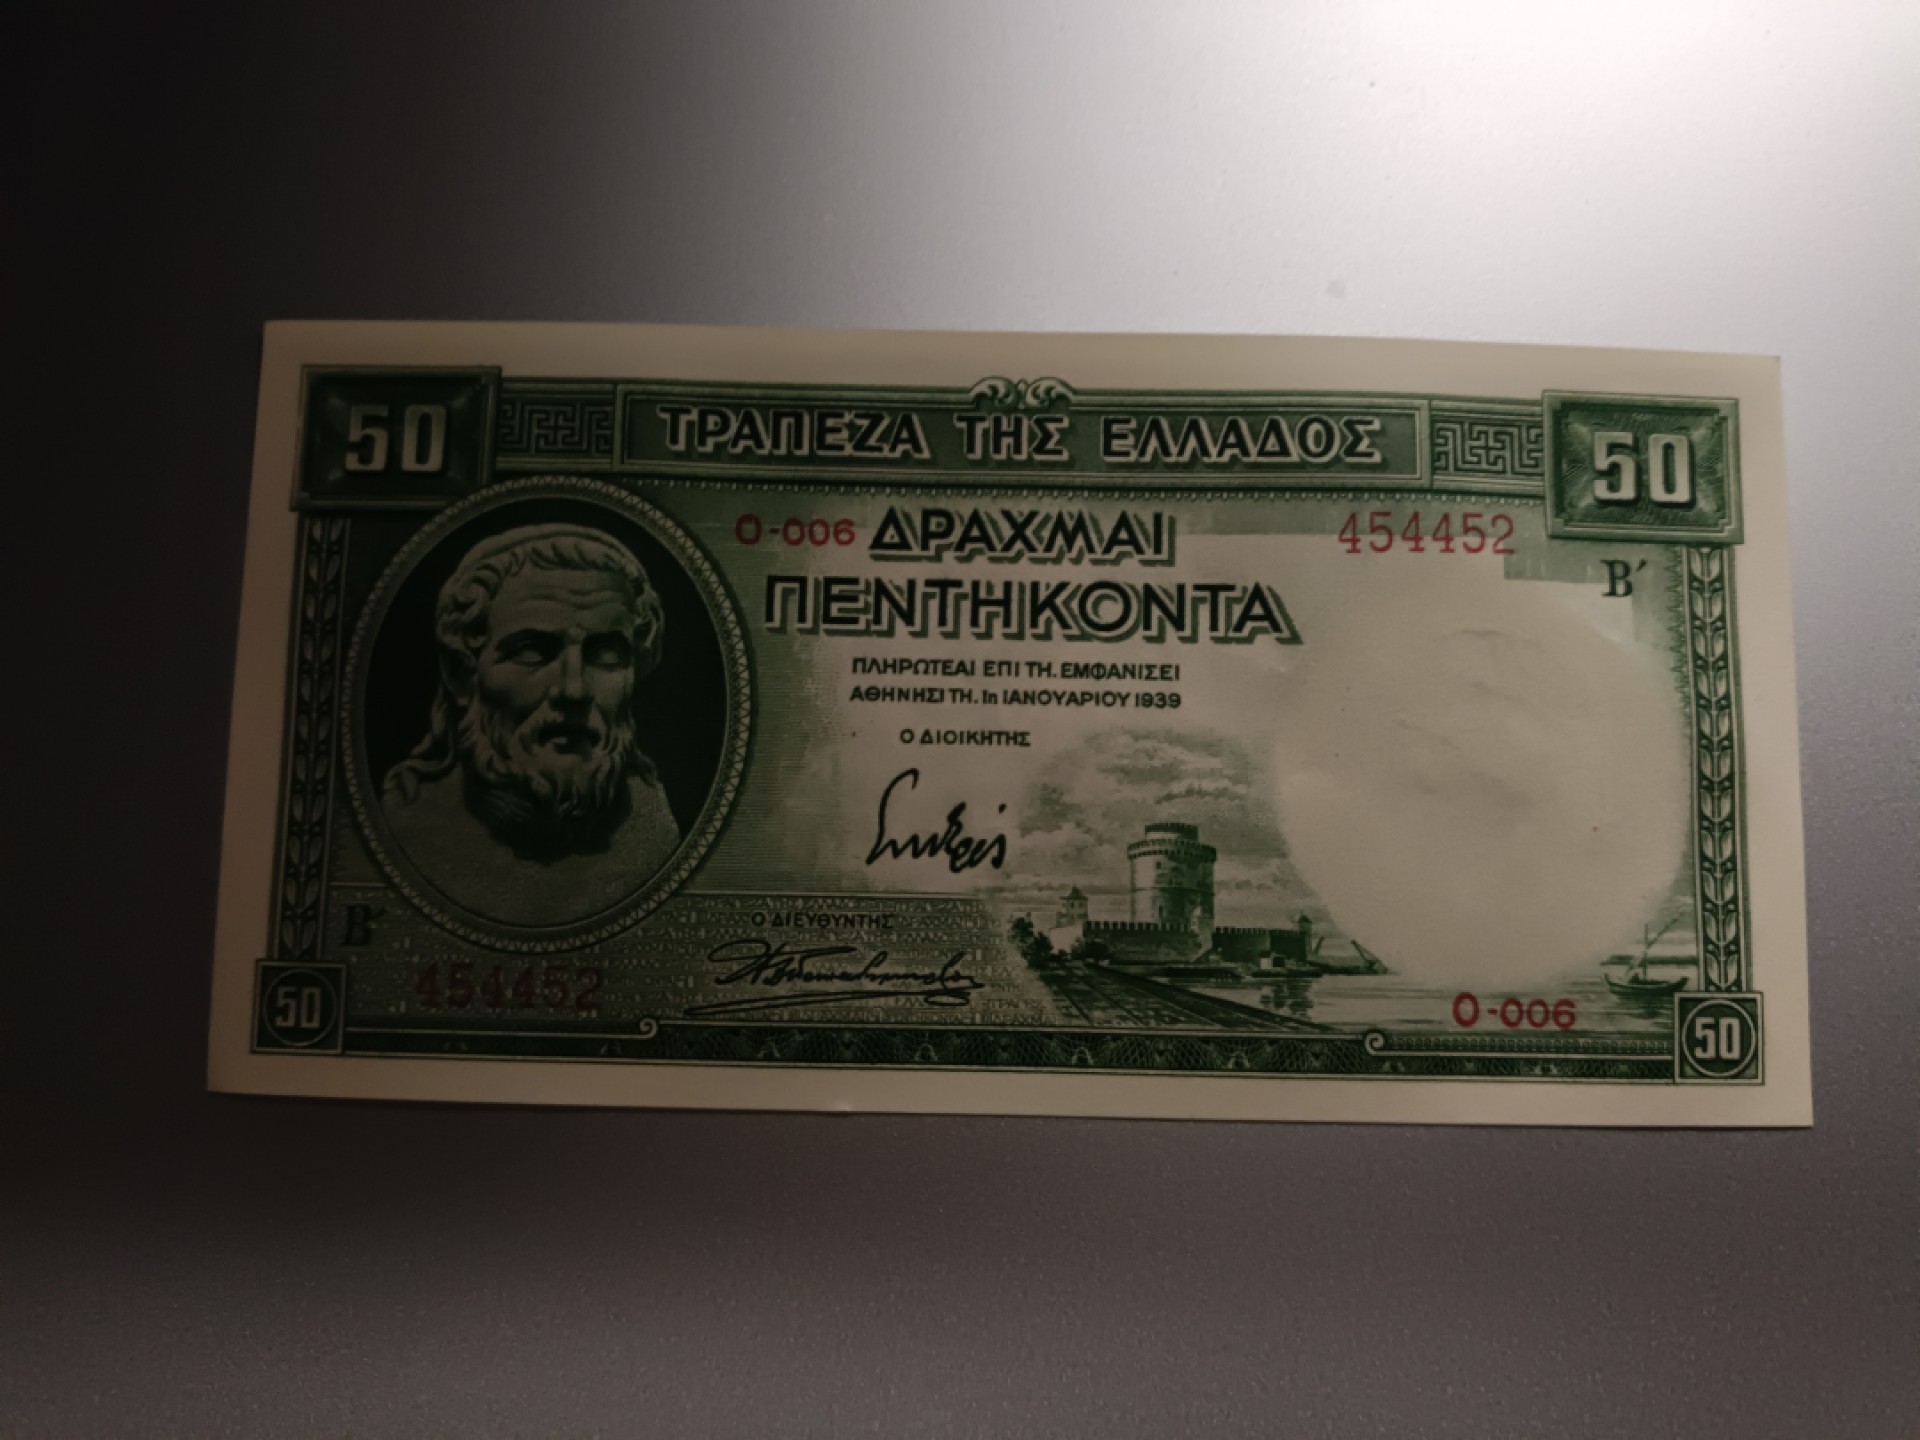 50
ΤΡΑΠΕΖΑ ΤΗΣ ΕΛΛΑΔΟΣ
50
Ο-006
ΔΡΑΧΜΑΙ
454452
ΠΕΝΤΗΚΟΝΤΑ
Β΄
ΠΛΗΡΩΤΕΑΙ ΕΠΙ ΤΗ. ΕΜΦΑΝΙΣΕΙ
ΑΘΗΝΗΣΙ ΤΗ. 1η ΙΑΝΟΥΑΡΙΟΥ 1939
Ο ΔΙΟΙΚΗΤΗΣ
Ο ΔΙΕΥΘΥΝΤΗΣ
Β΄
454452
Ο-006
50
50